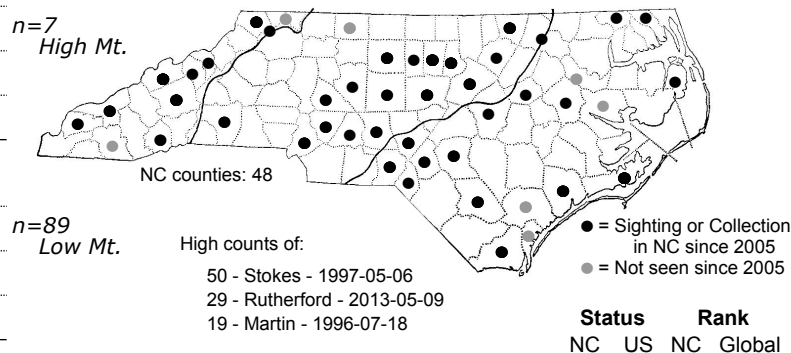 n=7
High Mt.
NC counties: 48
n=89
Low Mt.
High counts of:
50 - Stokes - 1997-05-06
29 - Rutherford - 2013-05-09
19 - Martin - 1996-07-18
= Sighting or Collection
in NC since 2005
= Not seen since 2005
Status Rank
NC US NC Global